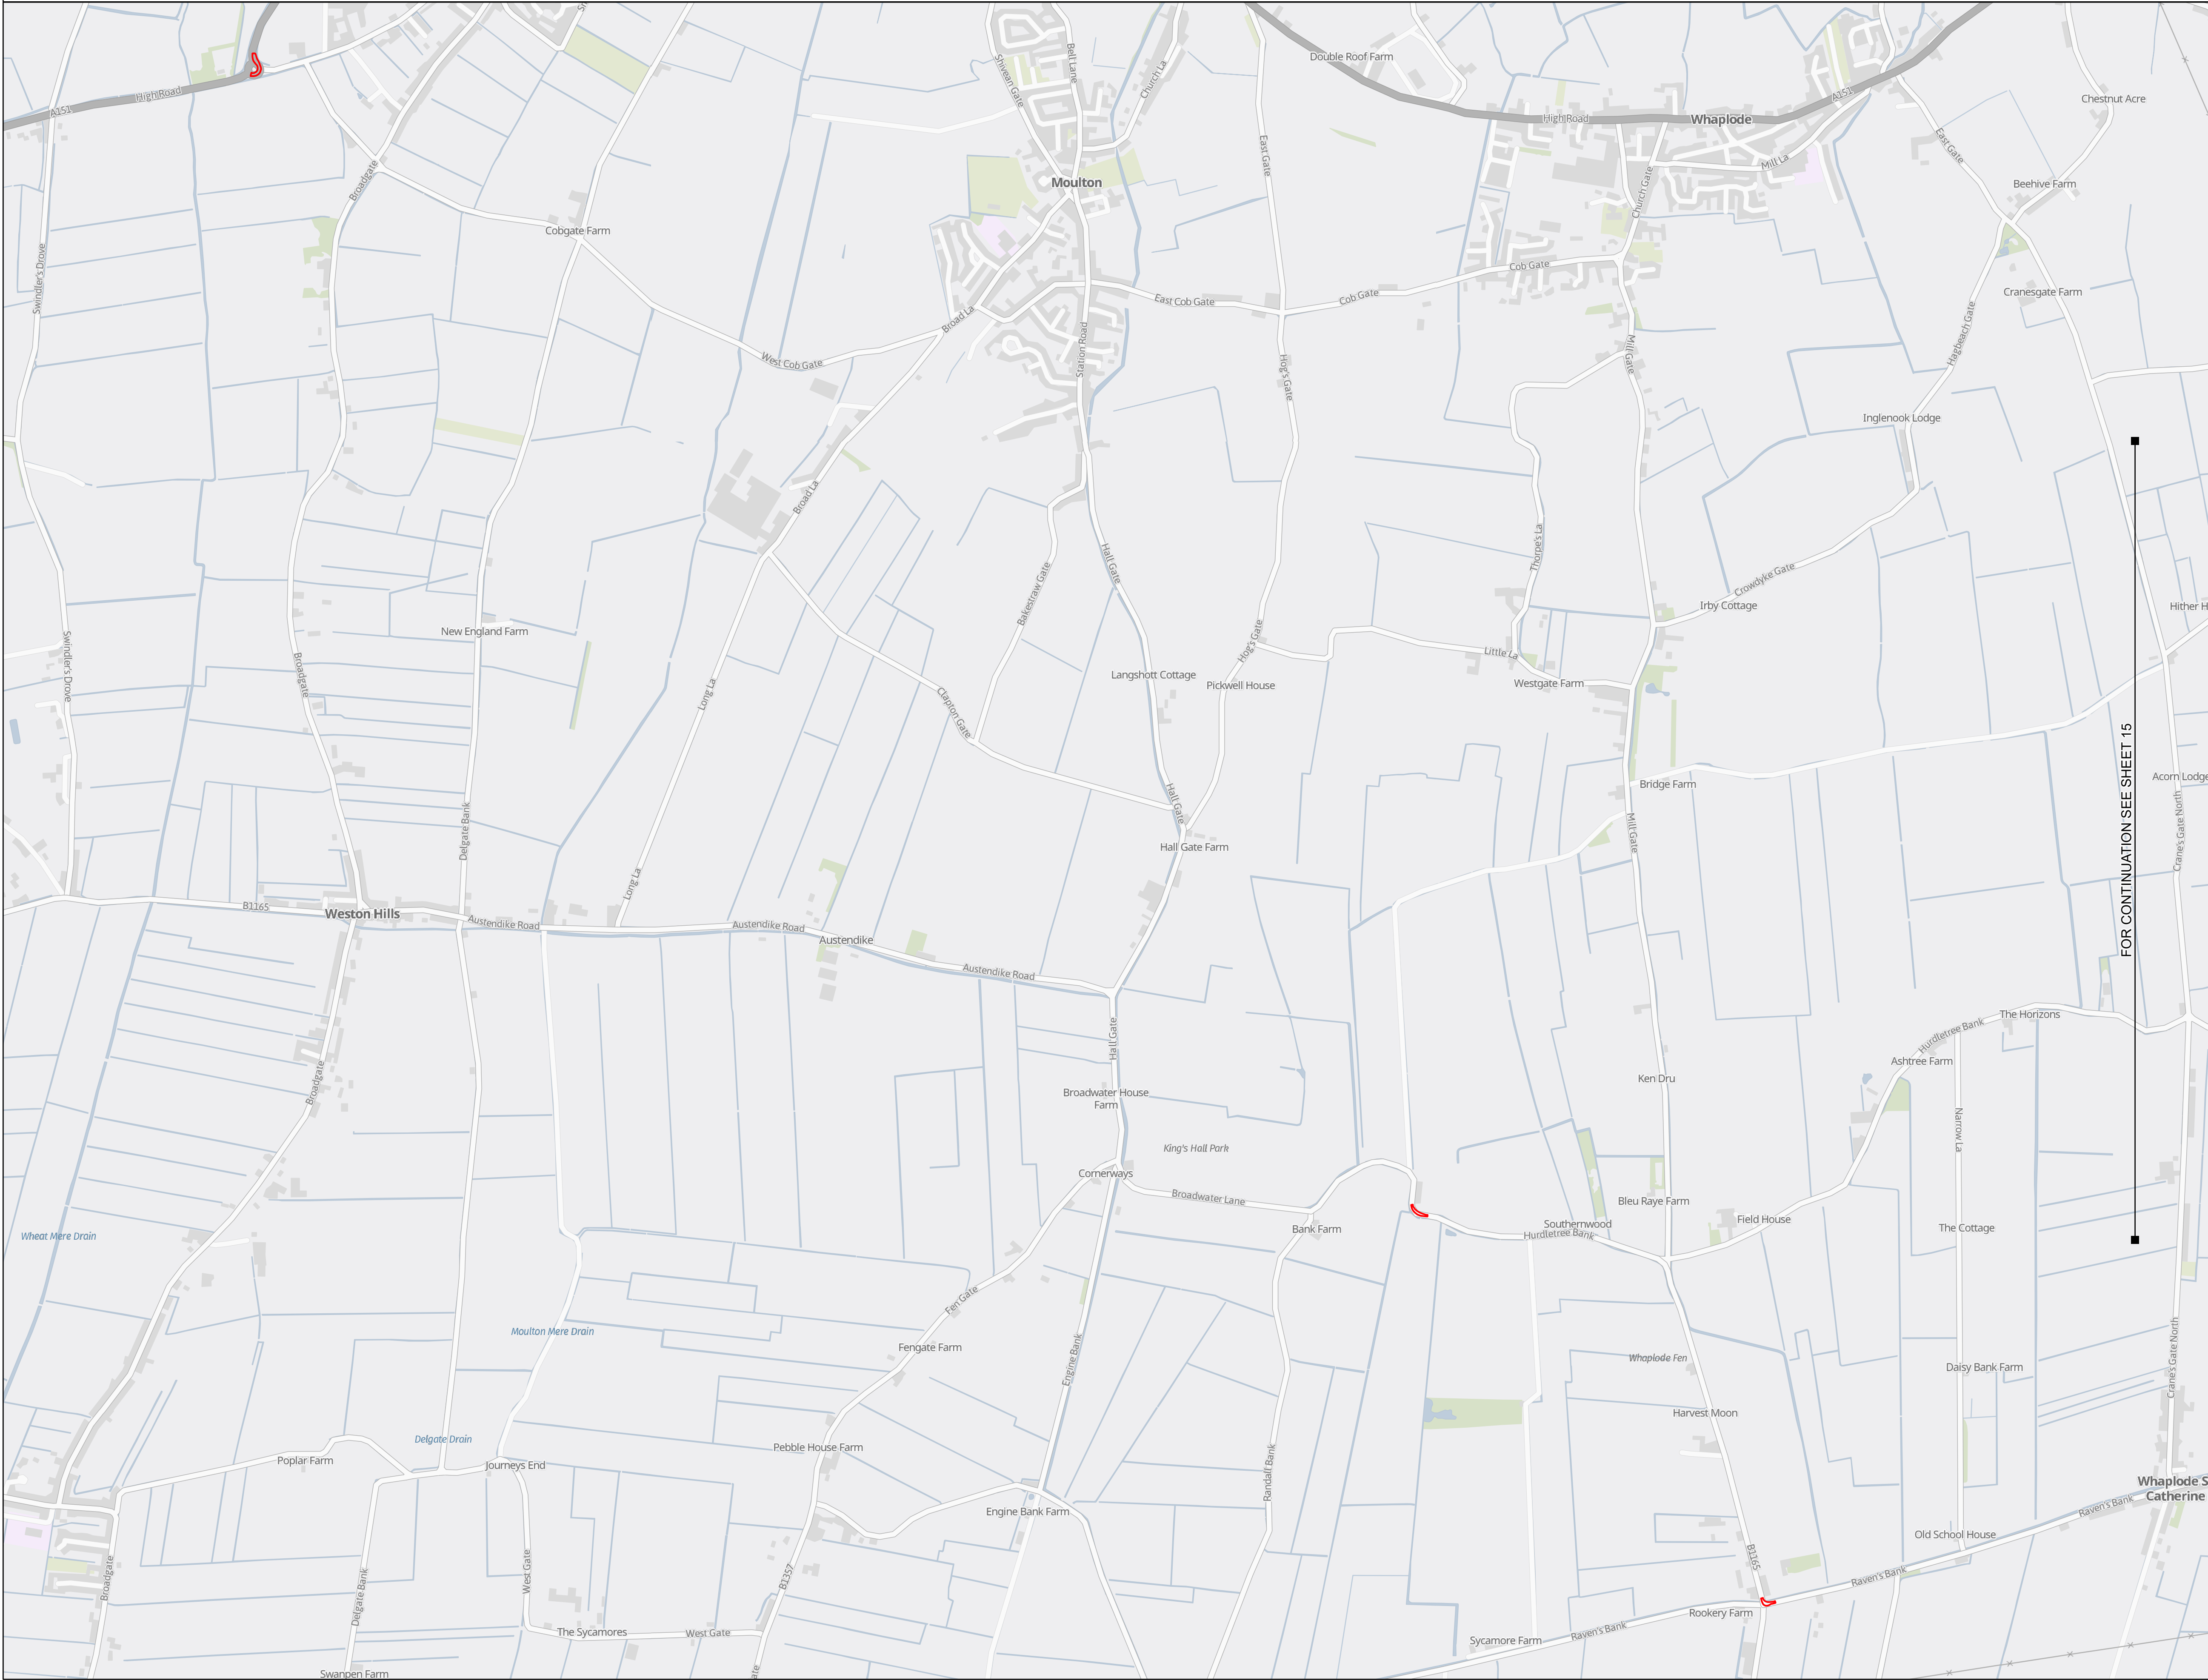 Double Roof Farm
Bell Lane
Shivean Gate
Church La
High Road
A151
A151
Chestnut Acre
High Road
Whaplode
East Gate
East Gate
Mill La
Broadgate
Moulton
Beehive Farm
Church Gate
Cobgate Farm
Swindler's Drove
Cob Gate
Cob Gate
East Cob Gate
Cranesgate Farm
Broad La
Hagbeach Gate
Station Road
Mill Gate
West Cob Gate
Hog's Gate
Inglenook Lodge
Broad La
Thorpe's La
Hall Gate
Bakestraw Gate
Crowdyke Gate
Irby Cottage
Hither H
New England Farm
Hog's Gate
Little La
Swindler's Drove
Broadgate
Langshott Cottage
Pickwell House
Westgate Farm
Long La
Clapton Gate
FOR CONTINUATION SEE SHEET 15
Acorn Lodge
Bridge Farm
Hall Gate
Delgate Bank
Mill Gate
Crane's Gate North
Hall Gate Farm
Long La
B1165
Weston Hills
Austendike Road
Austendike Road
Austendike
Austendike Road
The Horizons
Hurdletree Bank
Hall Gate
Ashtree Farm
Broadgate
Ken Dru
Broadwater House
Farm
Narrow La
King's Hall Park
Cornerways
Broadwater Lane
Bleu Raye Farm
Field House
Southernwood
Bank Farm
Hurdletree Bank
The Cottage
Wheat Mere Drain
Fen Gate
Moulton Mere Drain
Fengate Farm
Engine Bank
Whaplode Fen
Crane's Gate North
Daisy Bank Farm
Harvest Moon
Delgate Drain
Pebble House Farm
Poplar Farm
Journeys End
Randall Bank
Whaplode S
Catherine
Raven's Bank
Engine Bank Farm
Old School House
B1165
Broadgate
West Gate
B1357
Delgate Bank
Raven's Bank
Rookery Farm
The Sycamores
West Gate
Raven's Bank
Sycamore Farm
Swanpen Farm